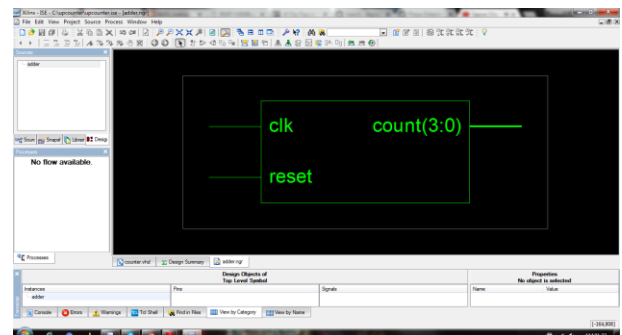 Xilinx - ISE - C:\upcounter\upcounter.ise - [adder.ngr]
File Edit View Project Source Process Window Help
Sources
adder
Design
Processes
No flow available.
Processes
clk
count(3:0)
reset
counter.vhd
Design Summary
adder.ngr
Design Objects of
Top Level Symbol
Properties
No object is selected
Instances
Pins
Signals
Name
Value
adder
Console
Errors
Warnings
Tcl Shell
Find in Files
View by Category
View by Name